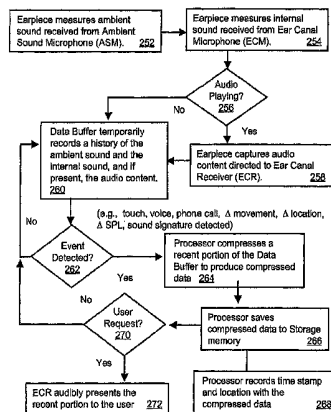 Earpiece measures ambient
sound received from Ambient
Sound Microphone (ASM). 252
Earpiece measures internal
sound received from Ear Canal
Microphone (ECM). 254
Audio
Playing?
256
No
Yes
Data Buffer temporarily
records a history of the
ambient sound and the
internal sound, and if
present, the audio content.
260
Earpiece captures audio
content directed to Ear Canal
Receiver (ECR). 258
No
(e.g., touch, voice, phone call, Δ movement, Δ location,
Δ SPL, sound signature detected)
Event
Detected?
262
Yes
Processor compresses a
recent portion of the Data
Buffer to produce compressed
data 264
No
User
Request?
270
Processor saves
compressed data to Storage
memory 266
Yes
ECR audibly presents the
recent portion to the user 272
Processor records time stamp
and location with the
compressed data 268